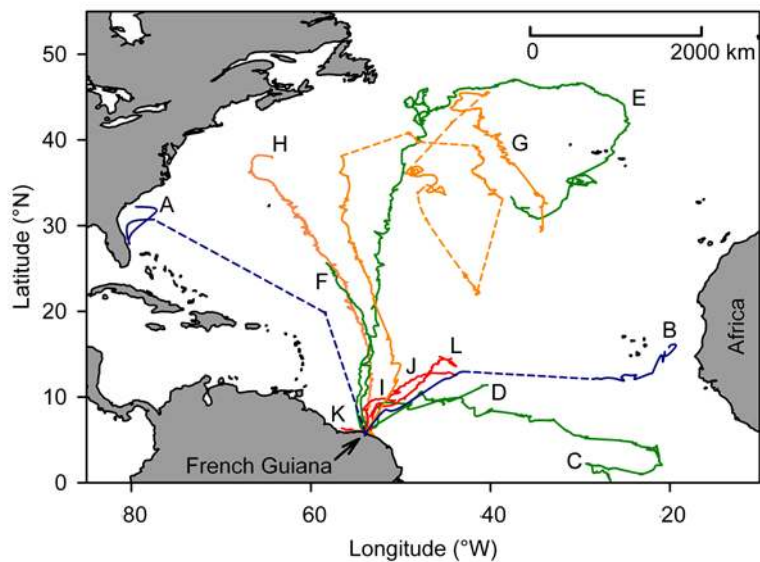 50
0
2000 km
E
40
H
G
A
30
F
20
B
L
J
Africa
10
I
D
K
French Guiana
C
0
80
60
40
20
Latitude (°N)
Longitude (°W)